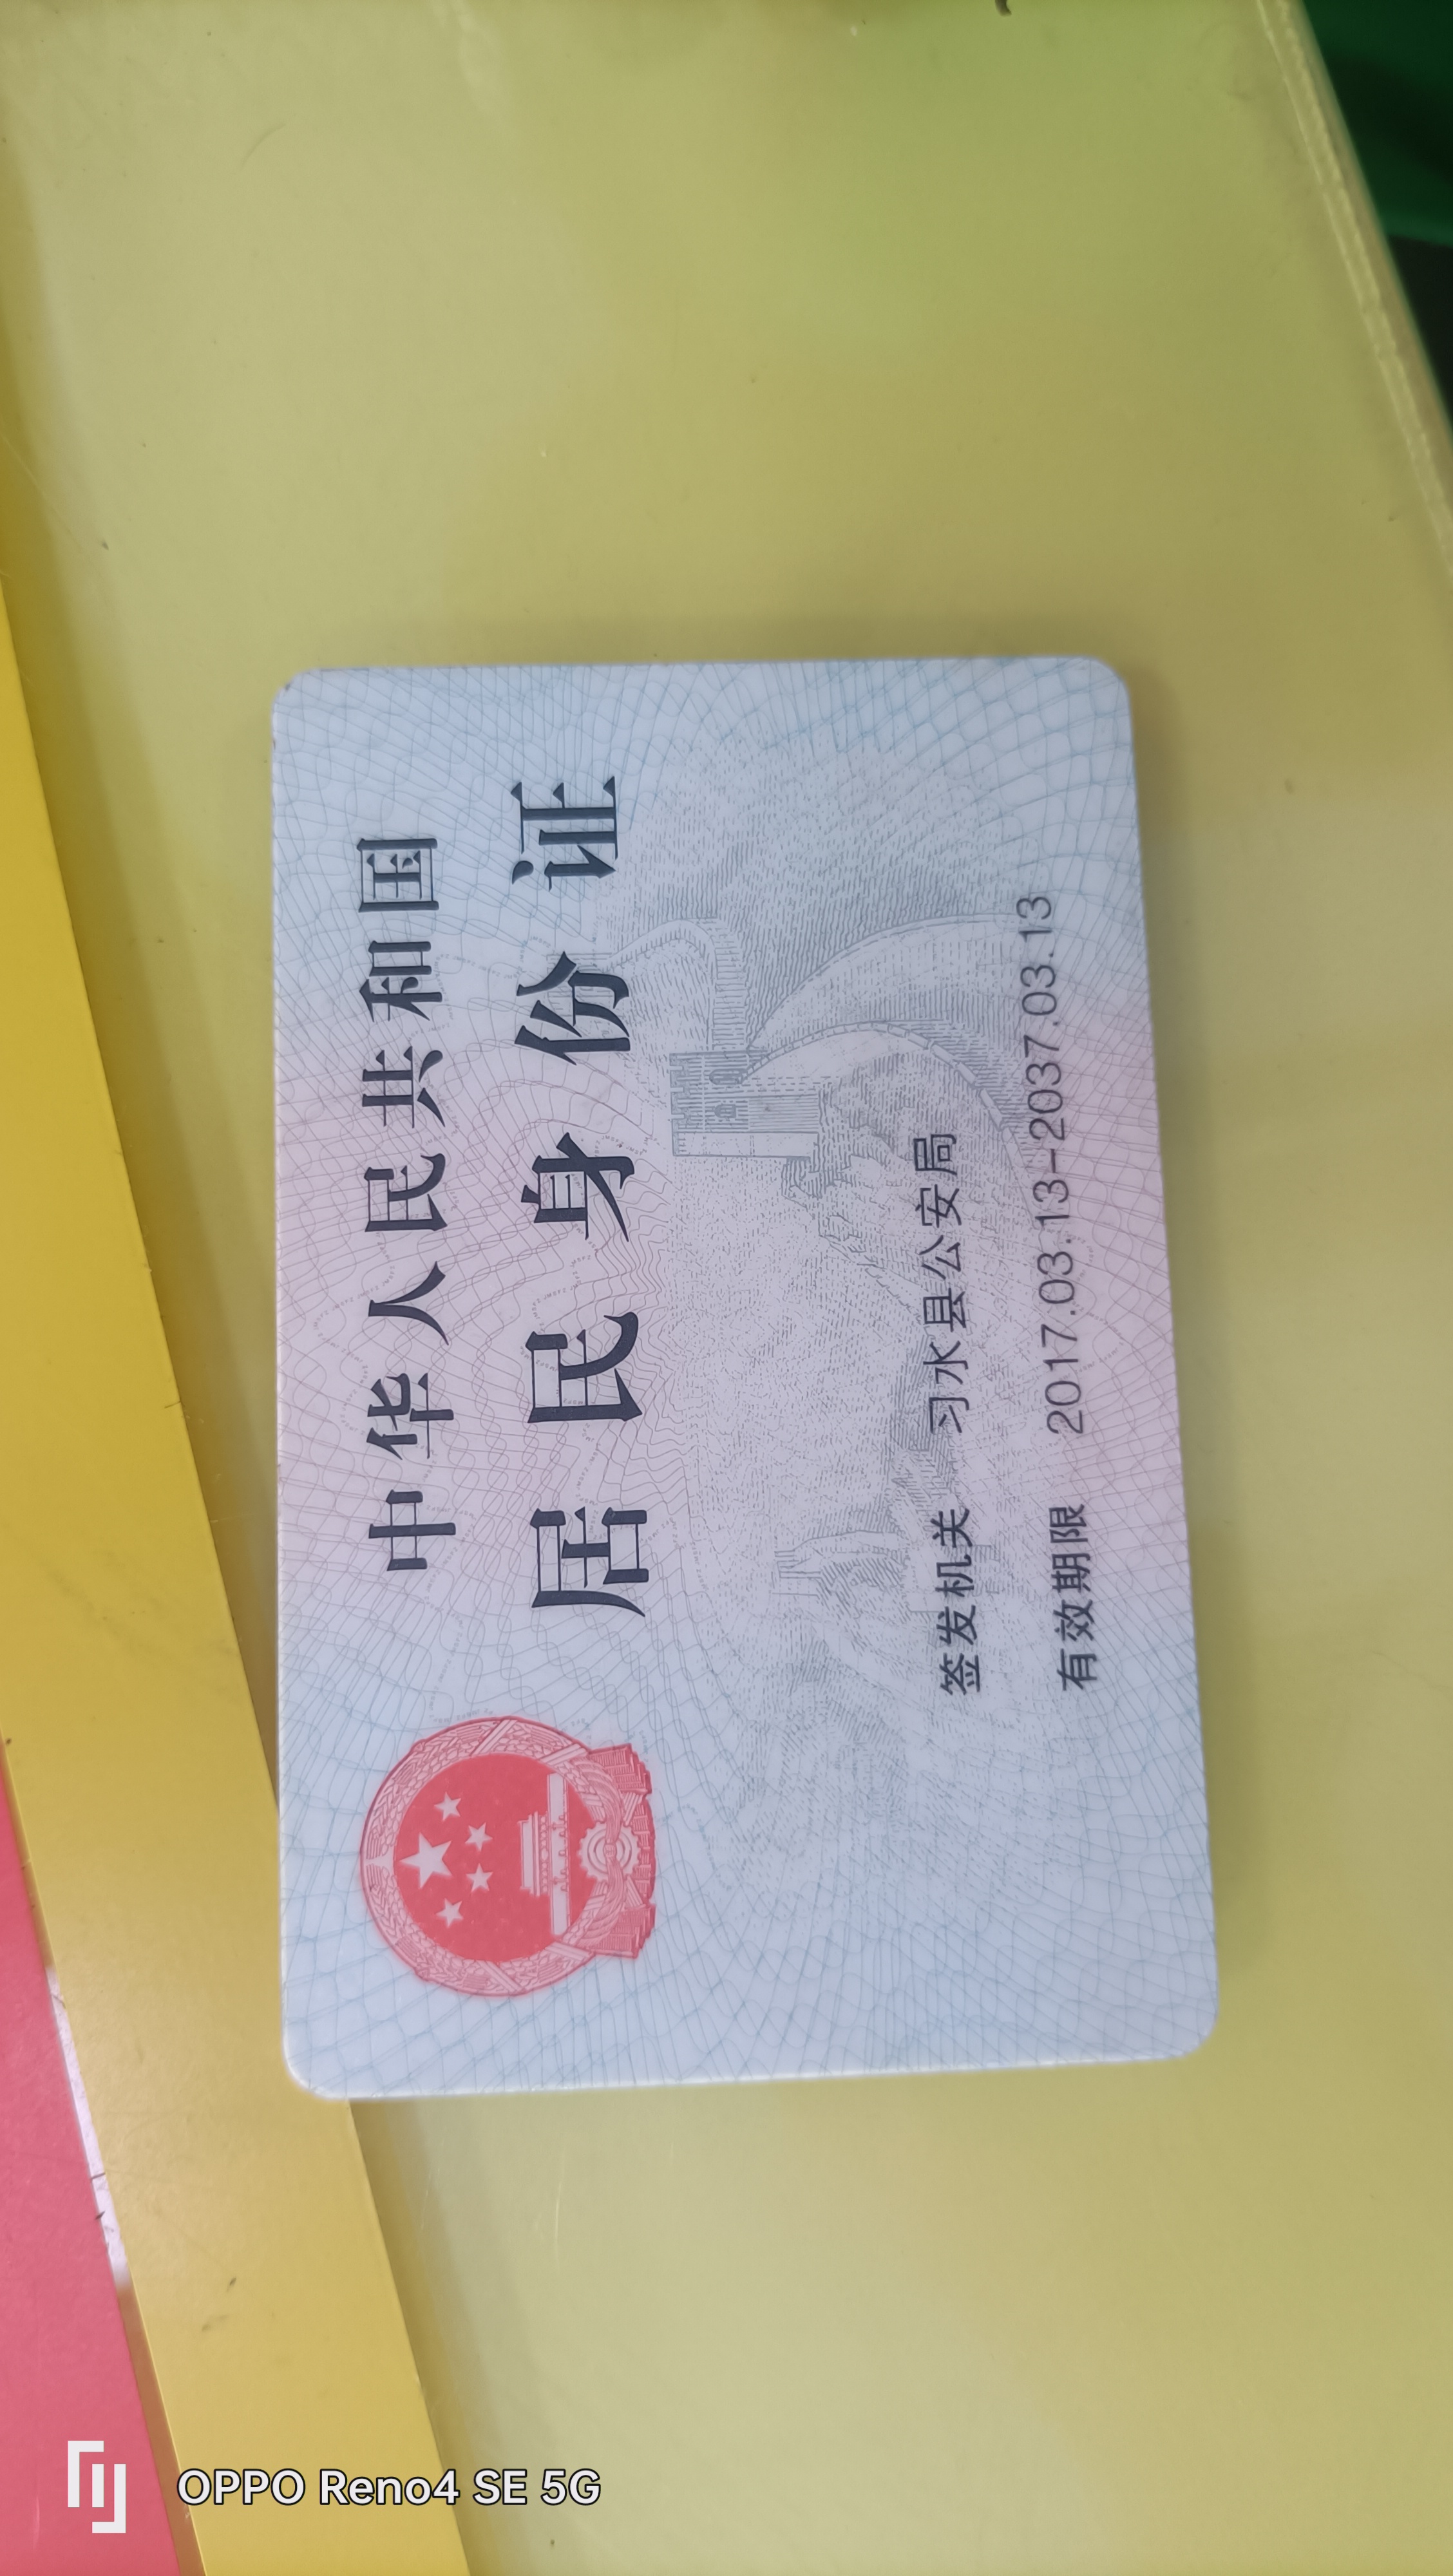 中华人民共和国
居民身份证
签发机关 习水县公安局
有效期限 2017.03.13-2037.03.13
OPPO Reno4 SE 5G